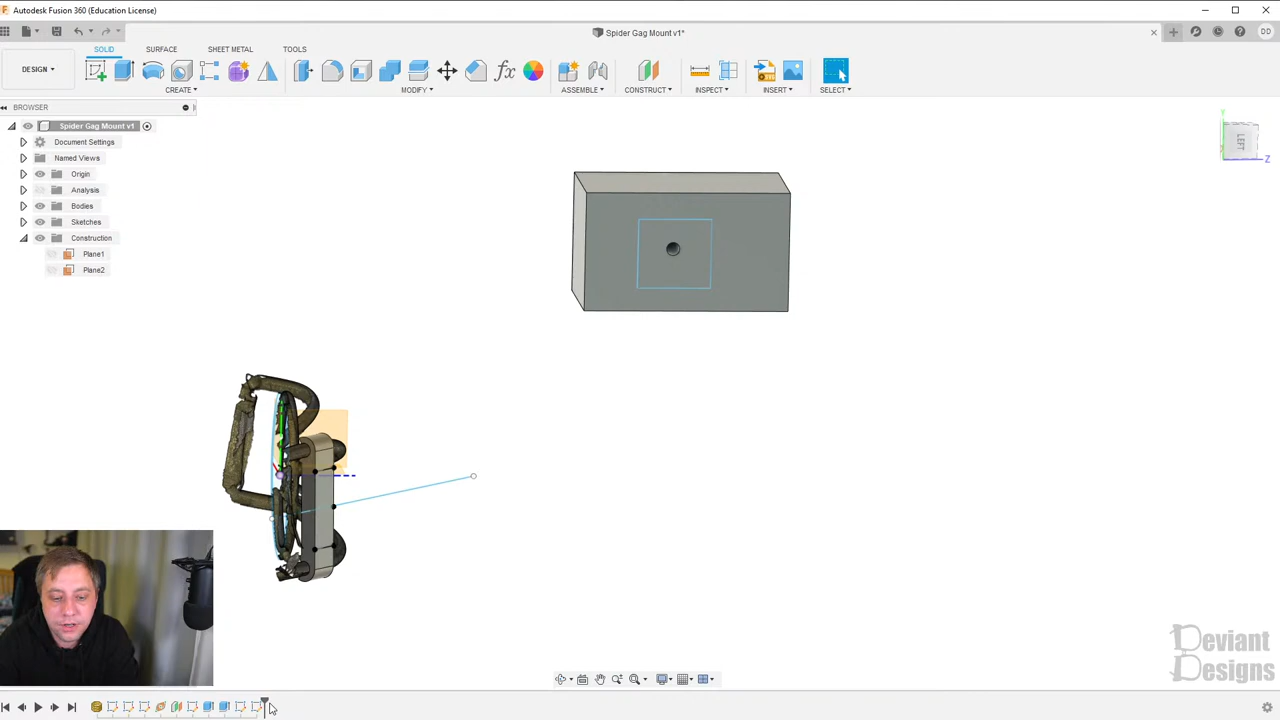 Autodesk Fusion 360 (Education License)
Spider Gag Mount v1*
DD
SOLID SURFACE SHEET METAL TOOLS
DESIGN
CREATE MODIFY ASSEMBLE CONSTRUCT INSPECT INSERT SELECT
BROWSER
Spider Gag Mount v1
Document Settings
Named Views
Origin
Analysis
Bodies
Sketches
Construction
Plane1
Plane2
Y
LEFT
Z
Deviant
Designs